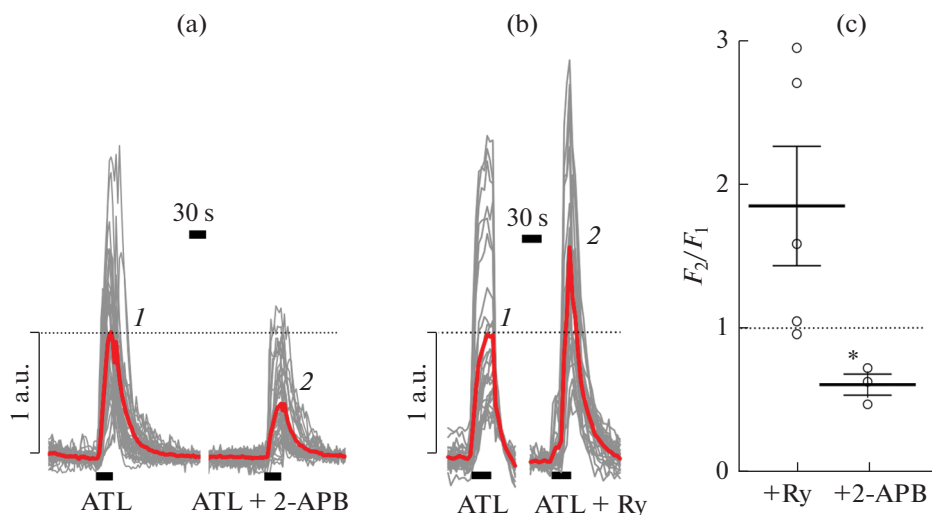 (a)
30 s
1
2
1 a.u.
ATL
ATL + 2-APB
(b)
30 s
1
2
1 a.u.
ATL
ATL + Ry
(c)
3
2
1
0
F2/F1
*
+Ry
+2-APB